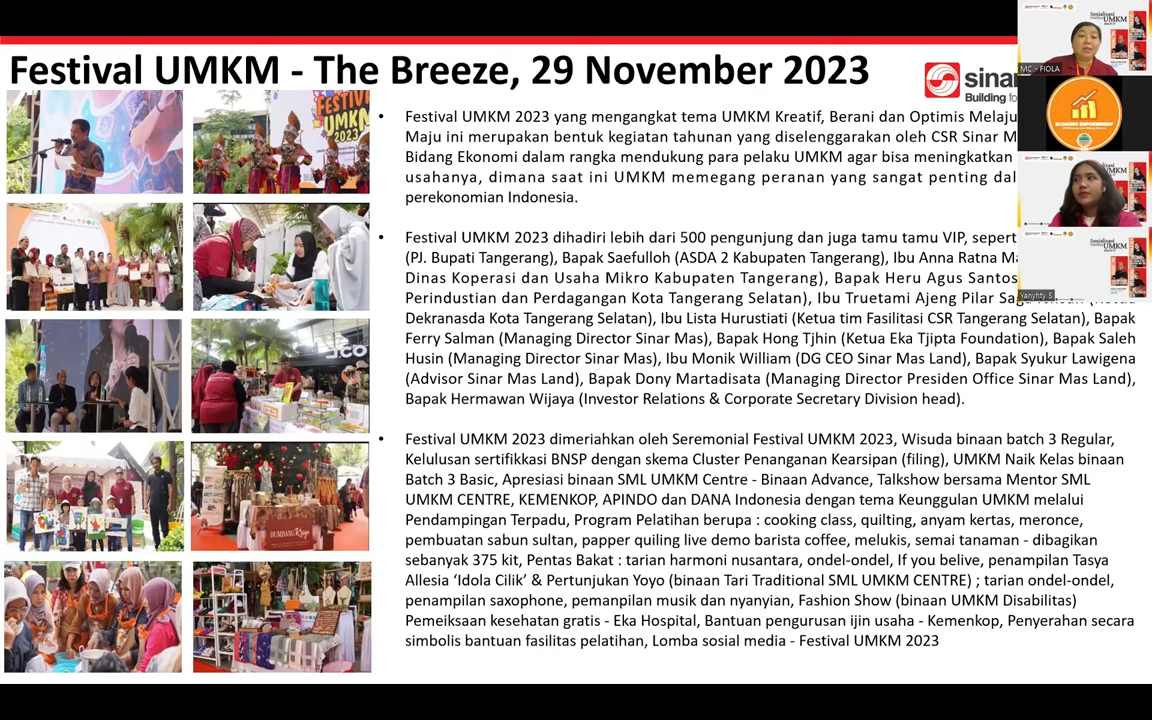 Festival UMKM - The Breeze, 29 November 2023
sinar
Building fo
Festival UMKM 2023 yang mengangkat tema UMKM Kreatif, Berani dan Optimis Melaju
Maju ini merupakan bentuk kegiatan tahunan yang diselenggarakan oleh CSR Sinar M
Bidang Ekonomi dalam rangka mendukung para pelaku UMKM agar bisa meningkatkan
usahanya, dimana saat ini UMKM memegang peranan yang sangat penting dal
perekonomian Indonesia.
Festival UMKM 2023 dihadiri lebih dari 500 pengunjung dan juga tamu tamu VIP, sepert
(PJ. Bupati Tangerang), Bapak Saefulloh (ASDA 2 Kabupaten Tangerang), Ibu Anna Ratna Ma
Dinas Koperasi dan Usaha Mikro Kabupaten Tangerang), Bapak Heru Agus Santos
Perindustian dan Perdagangan Kota Tangerang Selatan), Ibu Truetami Ajeng Pilar Sag
Dekranasda Kota Tangerang Selatan), Ibu Lista Hurustiati (Ketua tim Fasilitasi CSR Tangerang Selatan), Bapak
Ferry Salman (Managing Director Sinar Mas), Bapak Hong Tjhin (Ketua Eka Tjipta Foundation), Bapak Saleh
Husin (Managing Director Sinar Mas), Ibu Monik William (DG CEO Sinar Mas Land), Bapak Syukur Lawigena
(Advisor Sinar Mas Land), Bapak Dony Martadisata (Managing Director Presiden Office Sinar Mas Land),
Bapak Hermawan Wijaya (Investor Relations & Corporate Secretary Division head).
Festival UMKM 2023 dimeriahkan oleh Seremonial Festival UMKM 2023, Wisuda binaan batch 3 Regular,
Kelulusan sertifikkasi BNSP dengan skema Cluster Penanganan Kearsipan (filing), UMKM Naik Kelas binaan
Batch 3 Basic, Apresiasi binaan SML UMKM Centre - Binaan Advance, Talkshow bersama Mentor SML
UMKM CENTRE, KEMENKOP, APINDO dan DANA Indonesia dengan tema Keunggulan UMKM melalui
Pendampingan Terpadu, Program Pelatihan berupa : cooking class, quilting, anyam kertas, meronce,
pembuatan sabun sultan, papper quiling live demo barista coffee, melukis, semai tanaman - dibagikan
sebanyak 375 kit, Pentas Bakat : tarian harmoni nusantara, ondel-ondel, If you belive, penampilan Tasya
Allesia ‘Idola Cilik’ & Pertunjukan Yoyo (binaan Tari Traditional SML UMKM CENTRE) ; tarian ondel-ondel,
penampilan saxophone, pemanpilan musik dan nyanyian, Fashion Show (binaan UMKM Disabilitas)
Pemeiksaan kesehatan gratis - Eka Hospital, Bantuan pengurusan ijin usaha - Kemenkop, Penyerahan secara
simbolis bantuan fasilitas pelatihan, Lomba sosial media - Festival UMKM 2023
FESTIVAL
UMKM
2023
MC - FIOLA
Sosialisasi
UMKM
ECONOMIC EMPOWERMENT
Yanyhty S